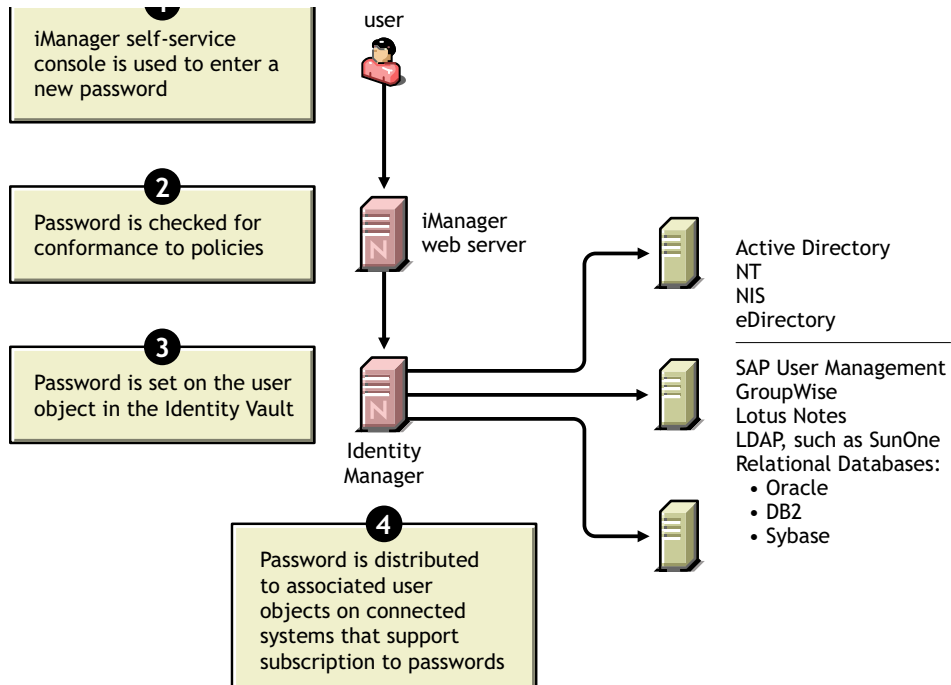 1
iManager self-service
console is used to enter a
new password
user
2
Password is checked for
conformance to policies
N
iManager
web server
3
Password is set on the user
object in the Identity Vault
N
Identity
Manager
Active Directory
NT
NIS
eDirectory
SAP User Management
GroupWise
Lotus Notes
LDAP, such as SunOne
Relational Databases:
• Oracle
• DB2
• Sybase
4
Password is distributed
to associated user
objects on connected
systems that support
subscription to passwords